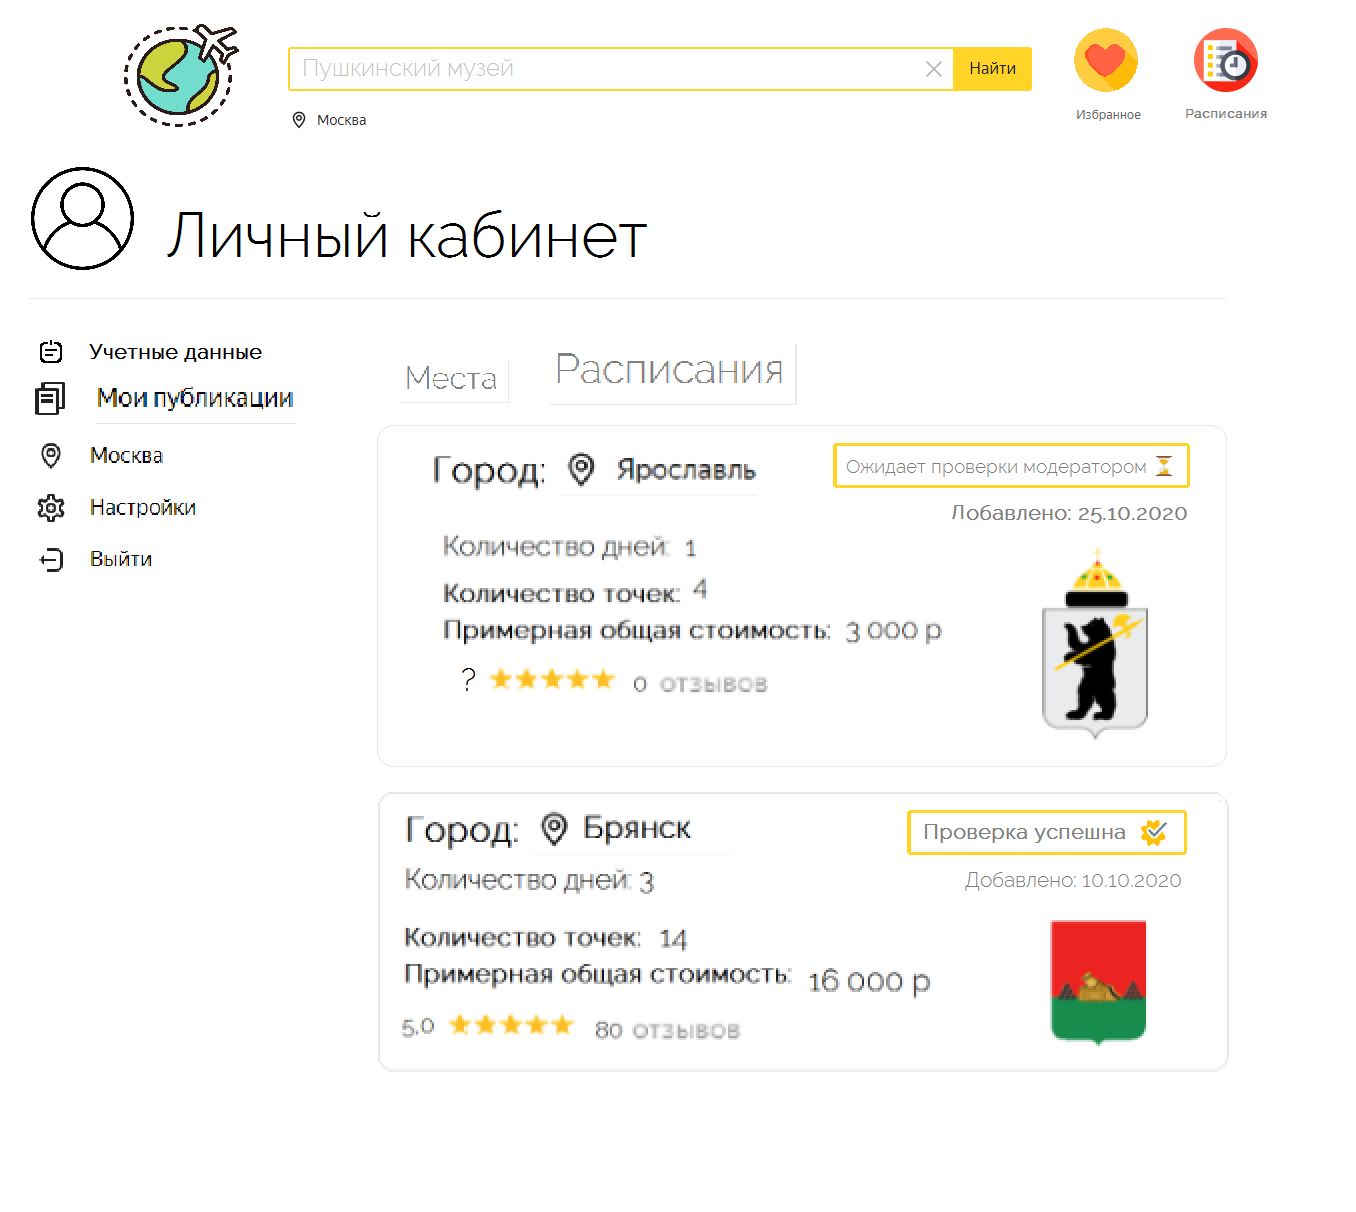 Пушкинский музей
Найти
Москва
Избранное
Расписания
Личный кабинет
Учетные данные
Мои публикации
Москва
Настройки
Выйти
Места
Расписания
Город: Ярославль
Ожидает проверки модератором
Лобавлено: 25.10.2020
Количество дней: 1
Количество точек: 4
Примерная общая стоимость: 3 000 р
? 0 отзывов
Город: Брянск
Проверка успешна
Добавлено: 10.10.2020
Количество дней: 3
Количество точек: 14
Примерная общая стоимость: 16 000 р
5.0 80 отзывов